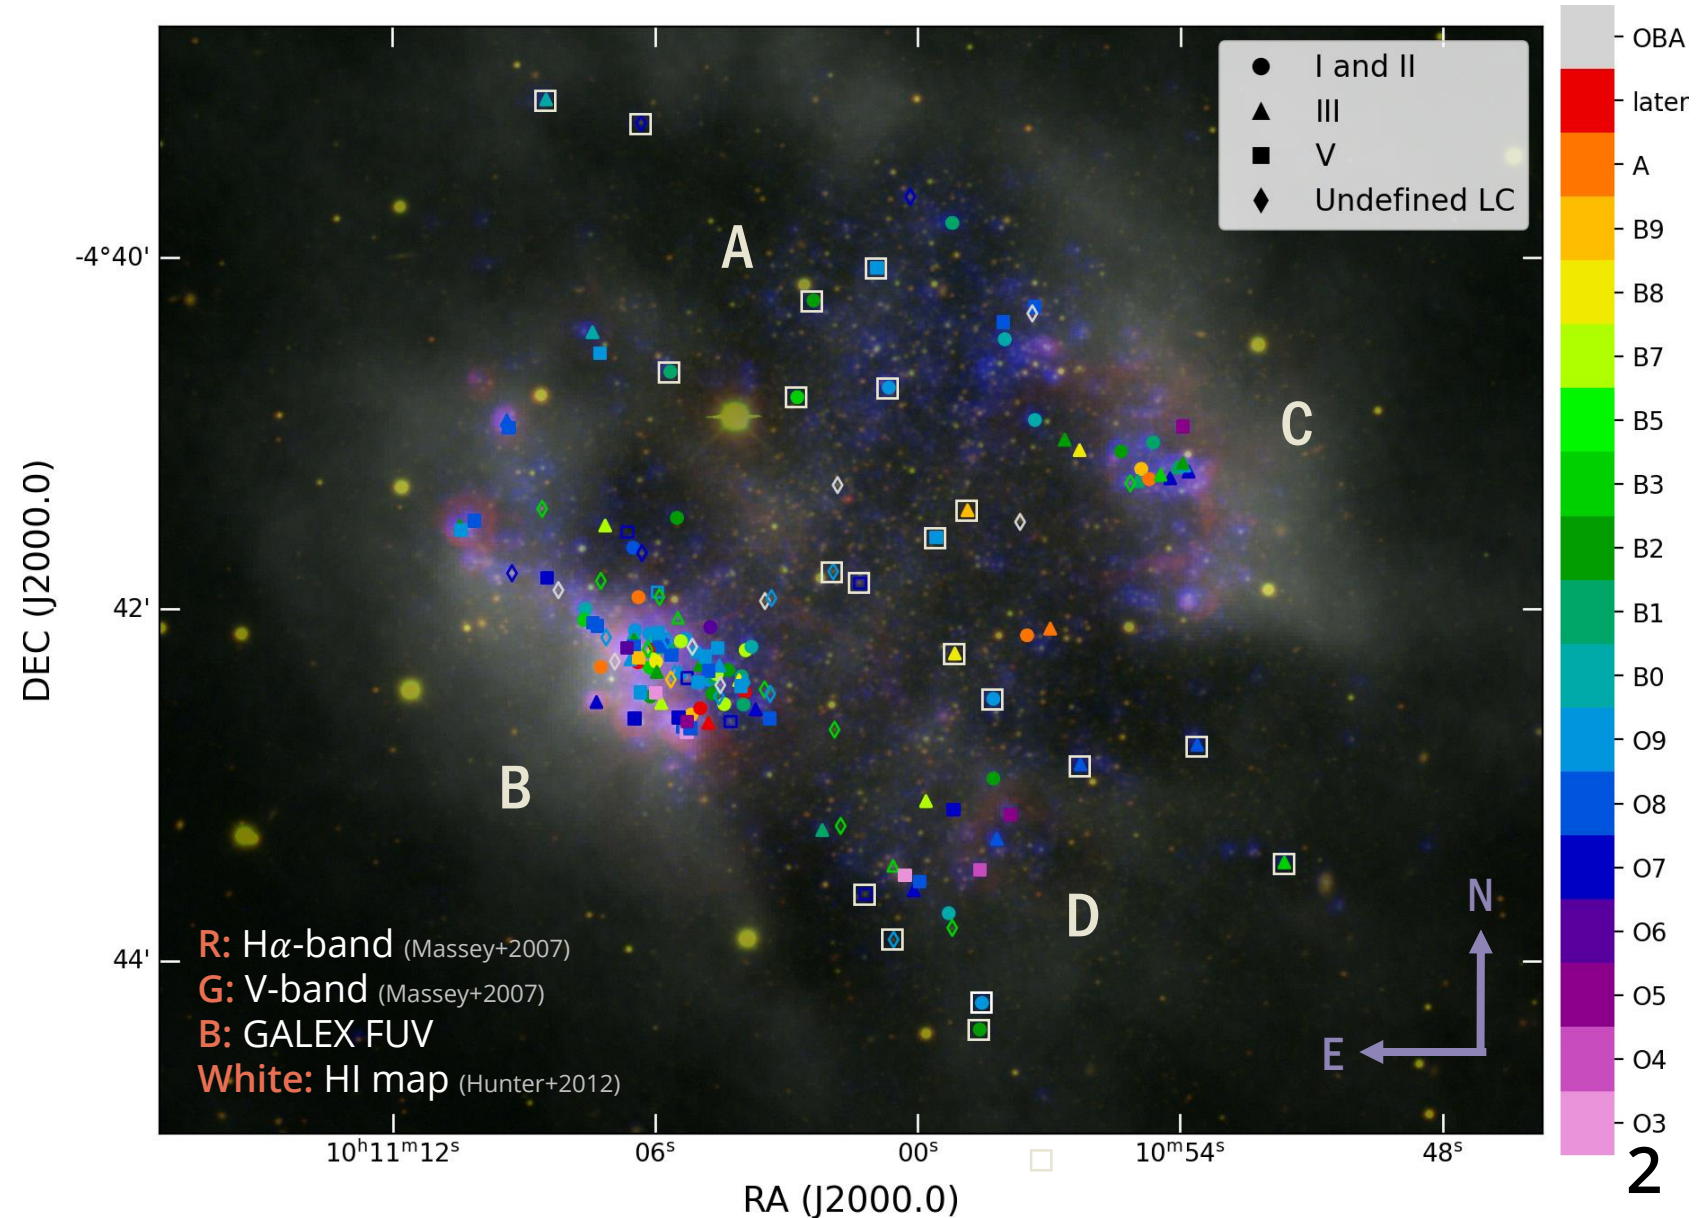 I and II
III
V
Undefined LC
A
B
C
D
N
E
R: Hα-band (Massey+2007)
G: V-band (Massey+2007)
B: GALEX FUV
White: HI map (Hunter+2012)
-4°40'
42'
44'
DEC (J2000.0)
10ʰ11ᵐ12ˢ 06ˢ 00ˢ 10ᵐ54ˢ 48ˢ
RA (J2000.0)
OBA
later
A
B9
B8
B7
B5
B3
B2
B1
B0
O9
O8
O7
O6
O5
O4
O3
2